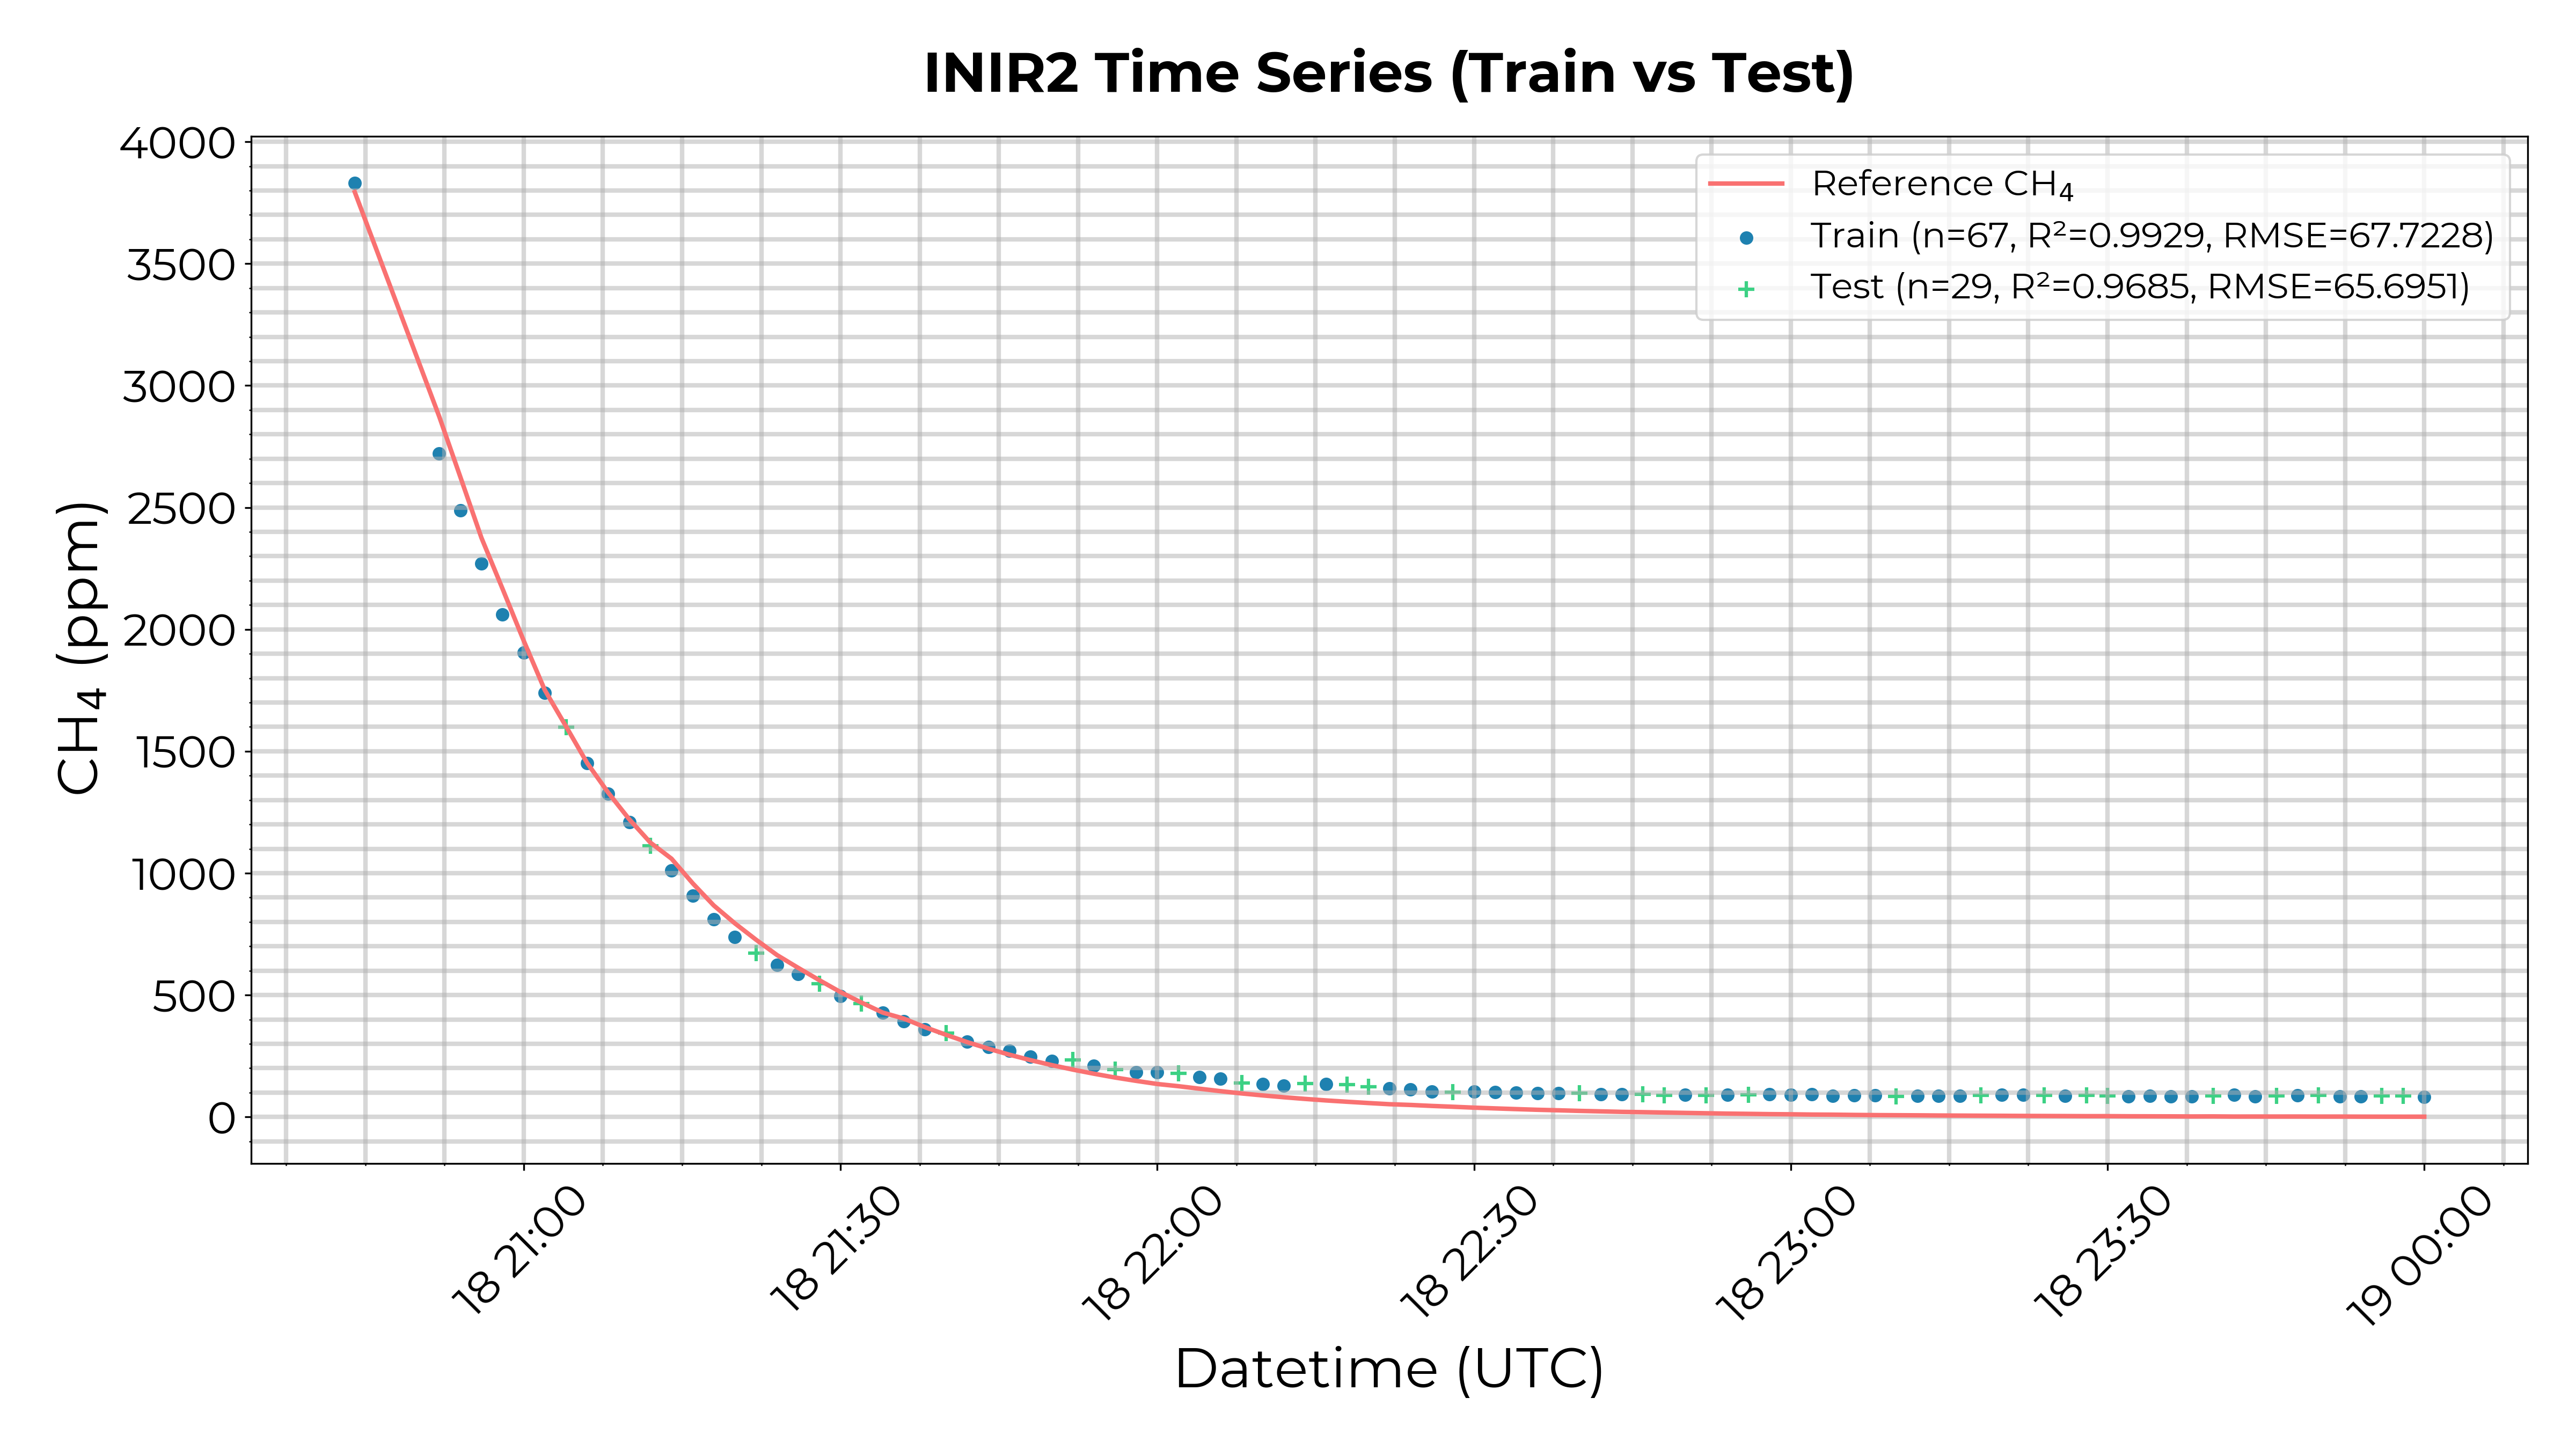 INIR2 Time Series (Train vs Test)
Reference CH₄
Train (n=67, R²=0.9929, RMSE=67.7228)
Test (n=29, R²=0.9685, RMSE=65.6951)
CH₄ (ppm)
4000
3500
3000
2500
2000
1500
1000
500
0
18 21:00
18 21:30
18 22:00
18 22:30
18 23:00
18 23:30
19 00:00
Datetime (UTC)